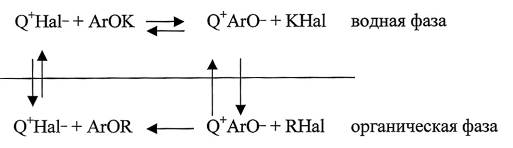 Q⁺Hal⁻ + ArOK ⇌ Q⁺ArO⁻ + KHal водная фаза
Q⁺Hal⁻ + ArOR ← Q⁺ArO⁻ + RHal органическая фаза